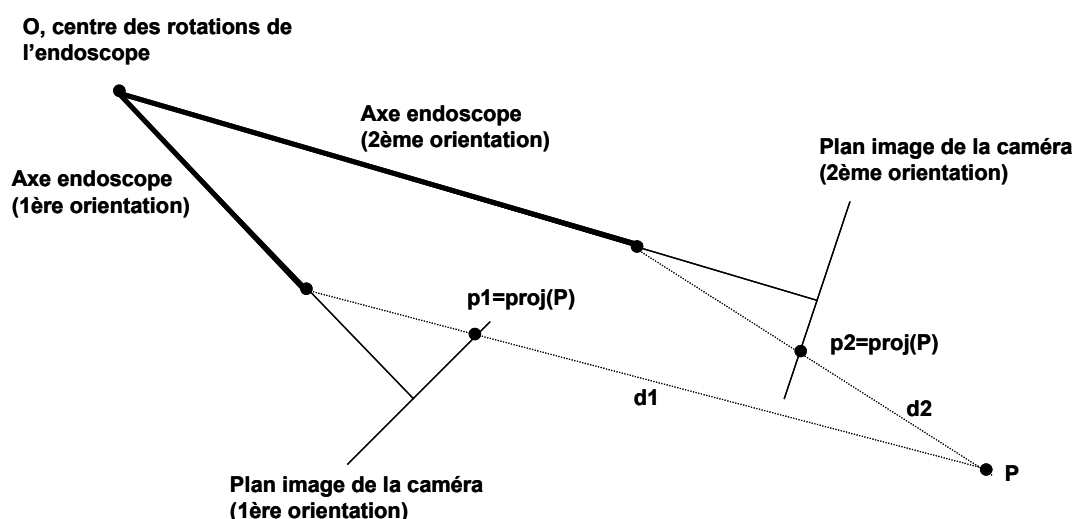 O, centre des rotations de
l'endoscope
Axe endoscope
(2ème orientation)
Plan image de la caméra
(2ème orientation)
Axe endoscope
(1ère orientation)
p1=proj(P)
p2=proj(P)
d1
d2
P
Plan image de la caméra
(1ère orientation)